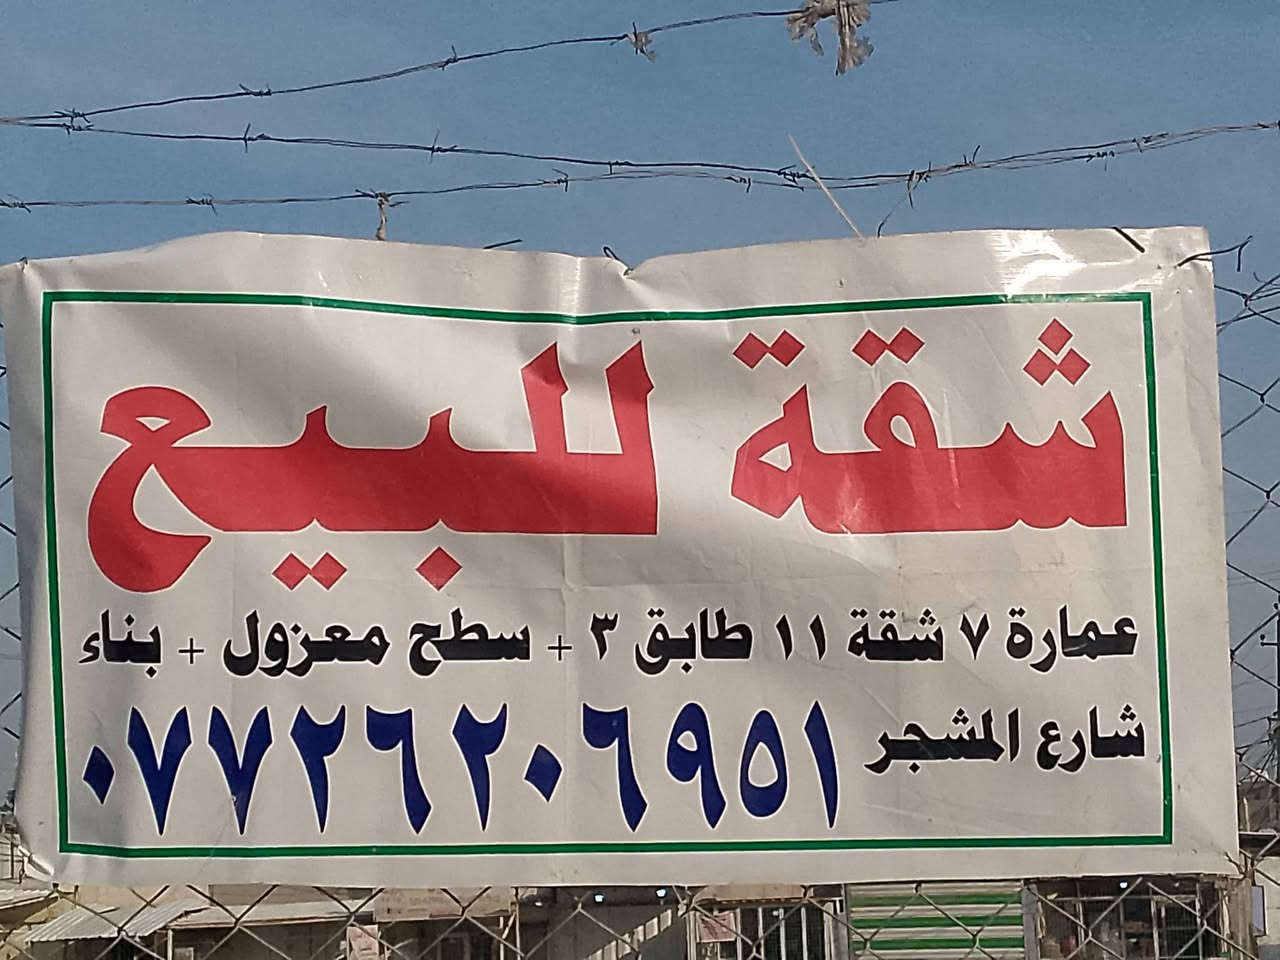 شقة للبيع
عمارة ٧ شقة ١١ طابق ٣ + سطح معزول + بناء
شارع المشجر
٠٧٧٢٦٢٠٦٩٥١